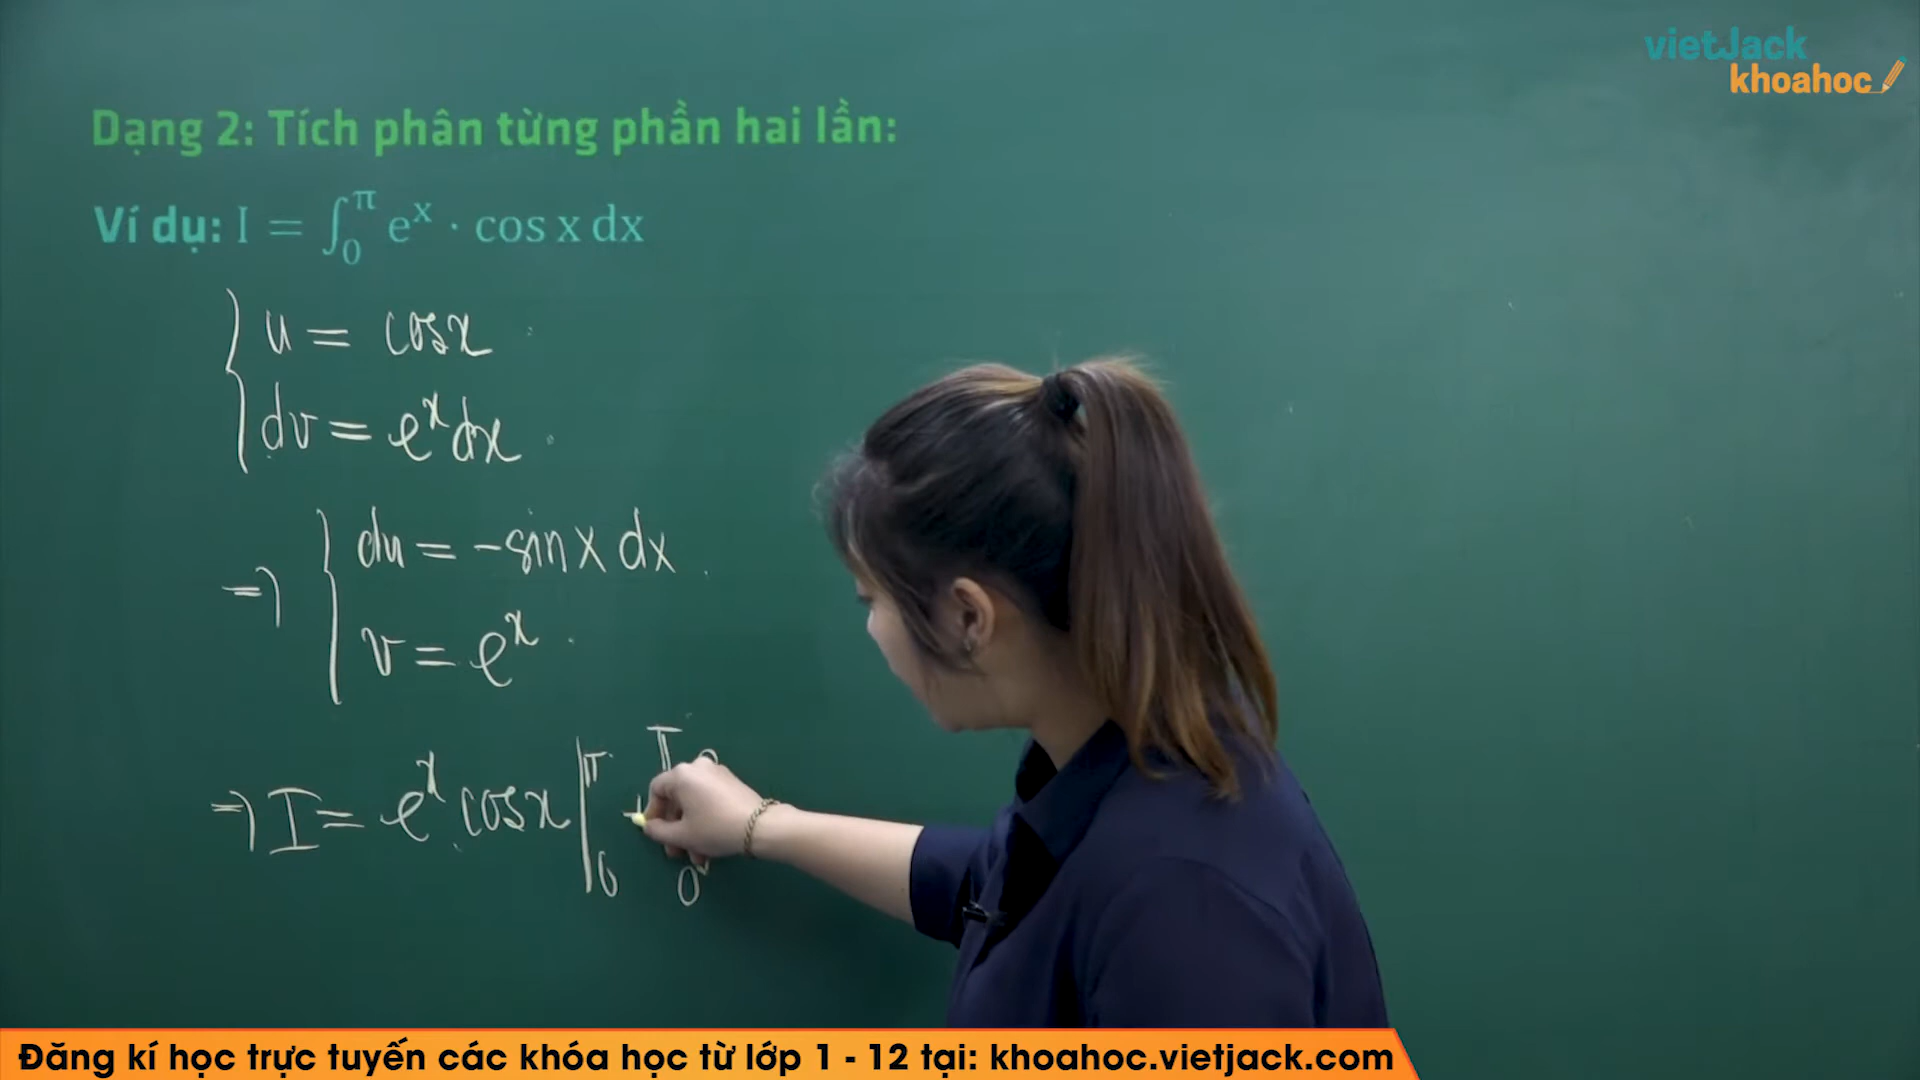 vietJack
khoahoc
Dạng 2: Tích phân từng phần hai lần:
Ví dụ: I = ∫₀^π eˣ · cos x dx
{ u = cosx
dv = eˣdx
⇒ { du = -sinx dx
v = eˣ
⇒ I = eˣ cosx |₀^π +
Đăng kí học trực tuyến các khóa học từ lớp 1 - 12 tại: khoahoc.vietjack.com